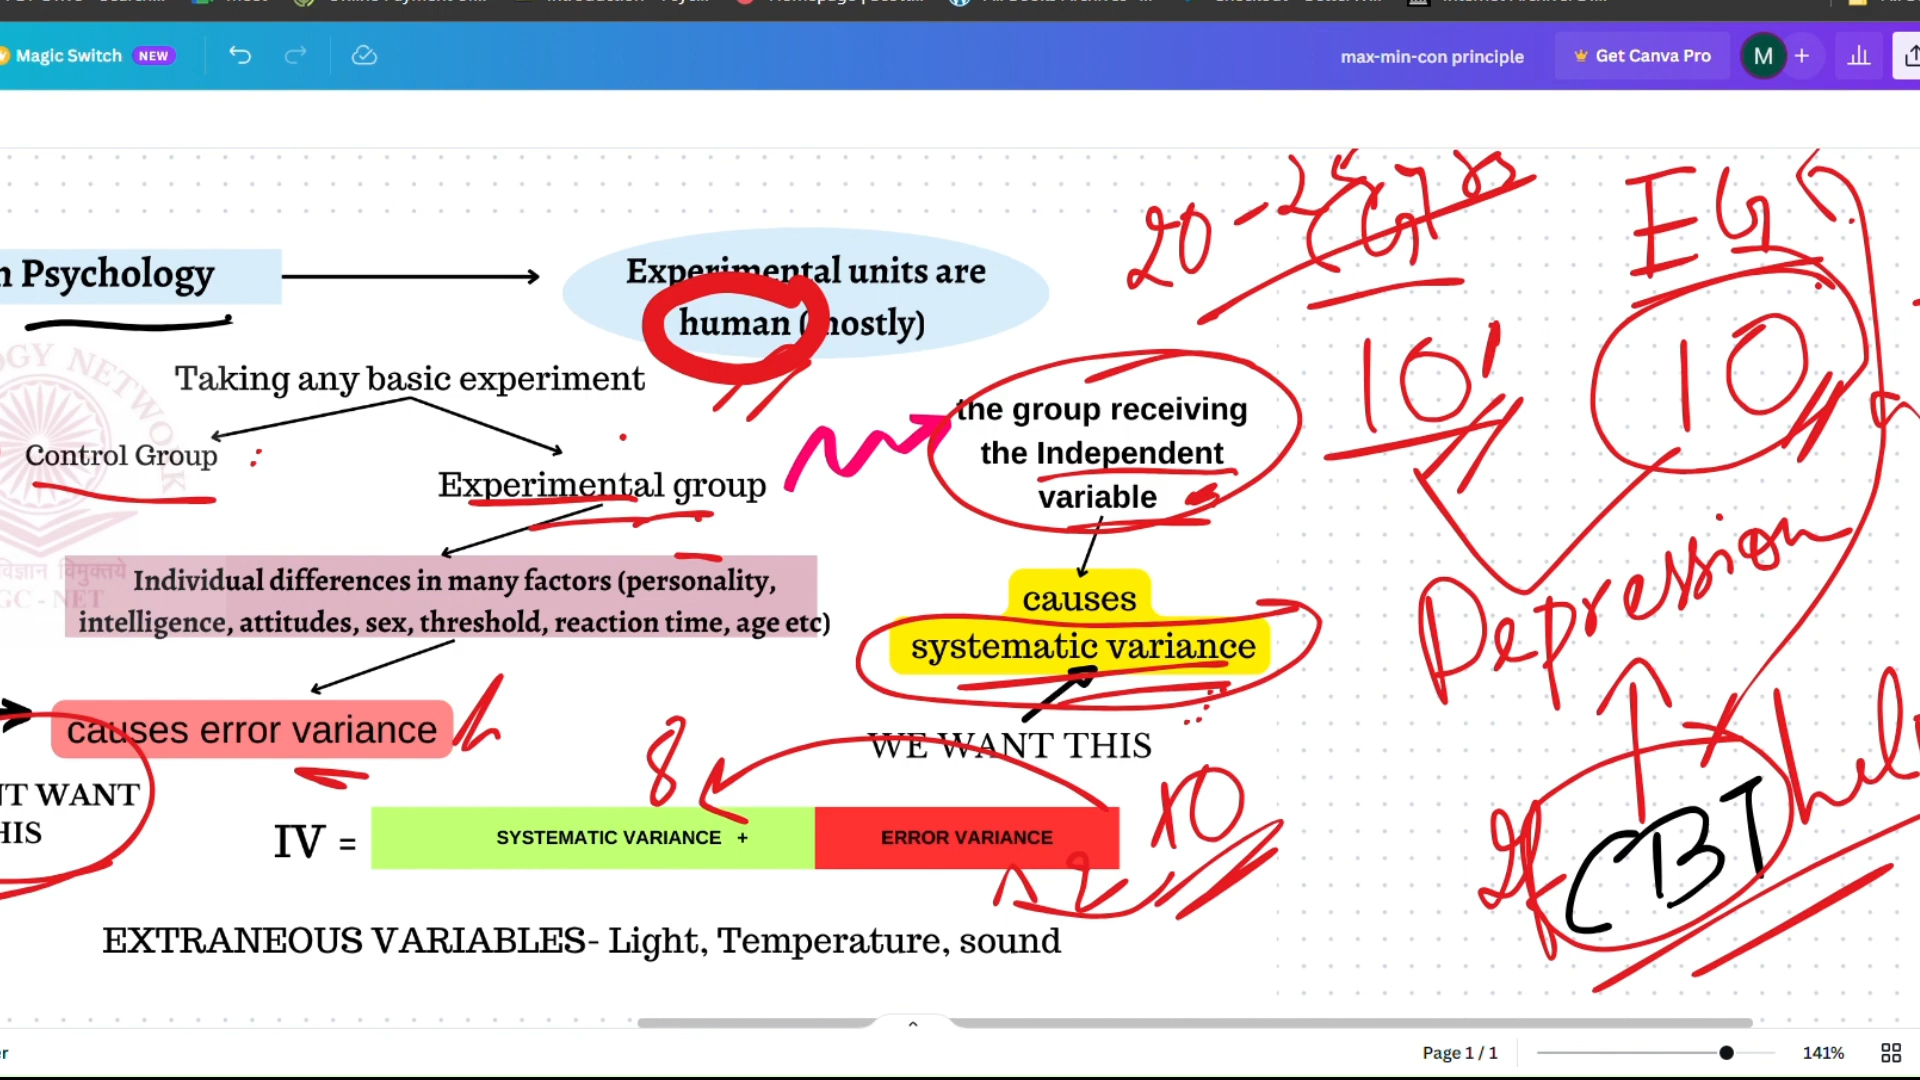 Magic Switch NEW
max-min-con principle
Get Canva Pro
M
Psychology
Experimental units are
human (mostly)
20-25 yrs
CG
EG
10
10
Taking any basic experiment
Control Group
Experimental group
the group receiving
the Independent
variable
Individual differences in many factors (personality,
intelligence, attitudes, sex, threshold, reaction time, age etc)
causes
systematic variance
Depression
causes error variance
WE WANT THIS
WANT
8
10
IV =
SYSTEMATIC VARIANCE +
ERROR VARIANCE
2
CBT
EXTRANEOUS VARIABLES- Light, Temperature, sound
Page 1 / 1
141%